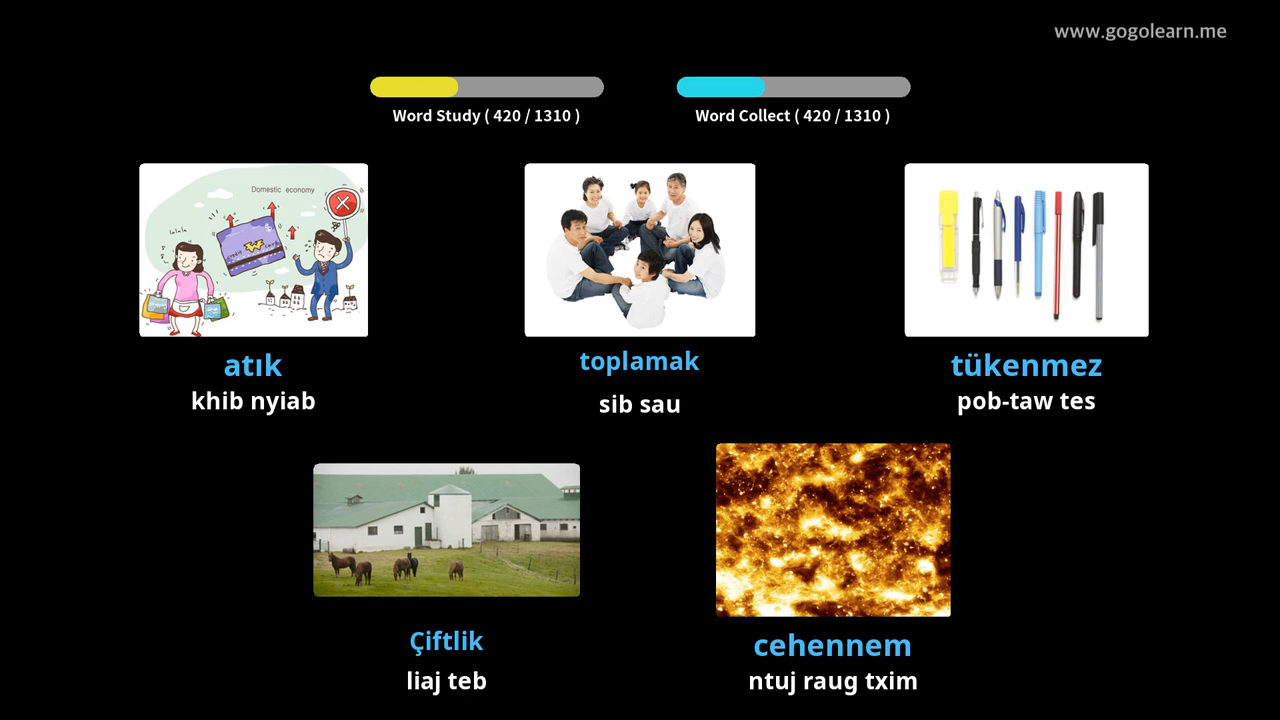 www.gogolearn.me
Word Study ( 420 / 1310 )
Word Collect ( 420 / 1310 )
Domestic economy
lalala
atık
khib nyiab
toplamak
sib sau
tükenmez
pob-taw tes
Çiftlik
liaj teb
cehennem
ntuj raug txim